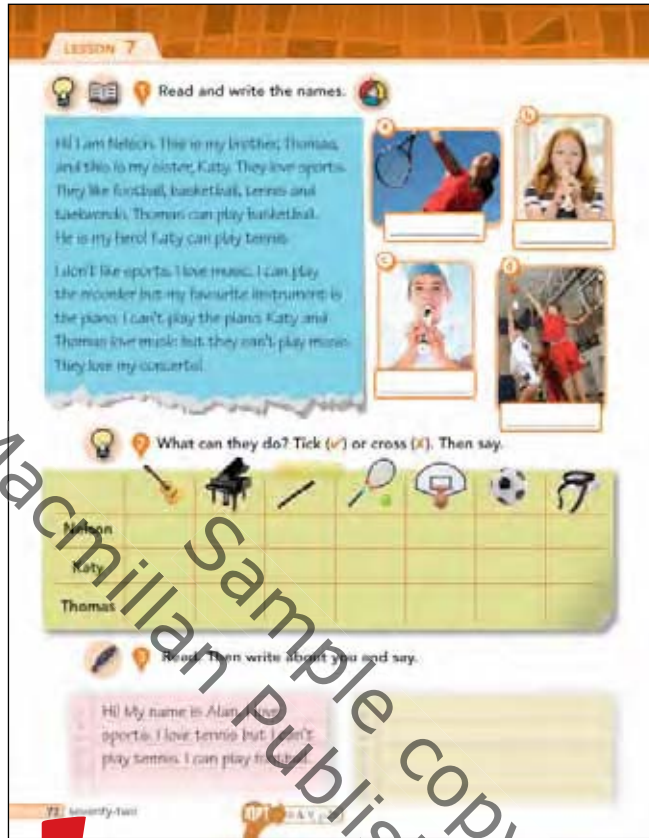 LESSON 7
1 Read and write the names.
Hi! I am Nelson. This is my brother, Thomas,
and this is my sister, Katy. They love sports.
They like football, basketball, tennis and
taekwondo. Thomas can play basketball.
He is my hero! Katy can play tennis.
I don't like sports. I love music. I can play
the recorder but my favourite instrument is
the piano. I can't play the piano. Katy and
Thomas love music but they can't play music.
They love my concerts!
a
b
c
d
2 What can they do? Tick (✔) or cross (✗). Then say.
Nelson
Katy
Thomas
3 Read. Then write about you and say.
Hi! My name is Alan. I love
sports. I love tennis but I can't
play tennis. I can play football.
72 seventy-two
Macmillan Publis
Sample copy